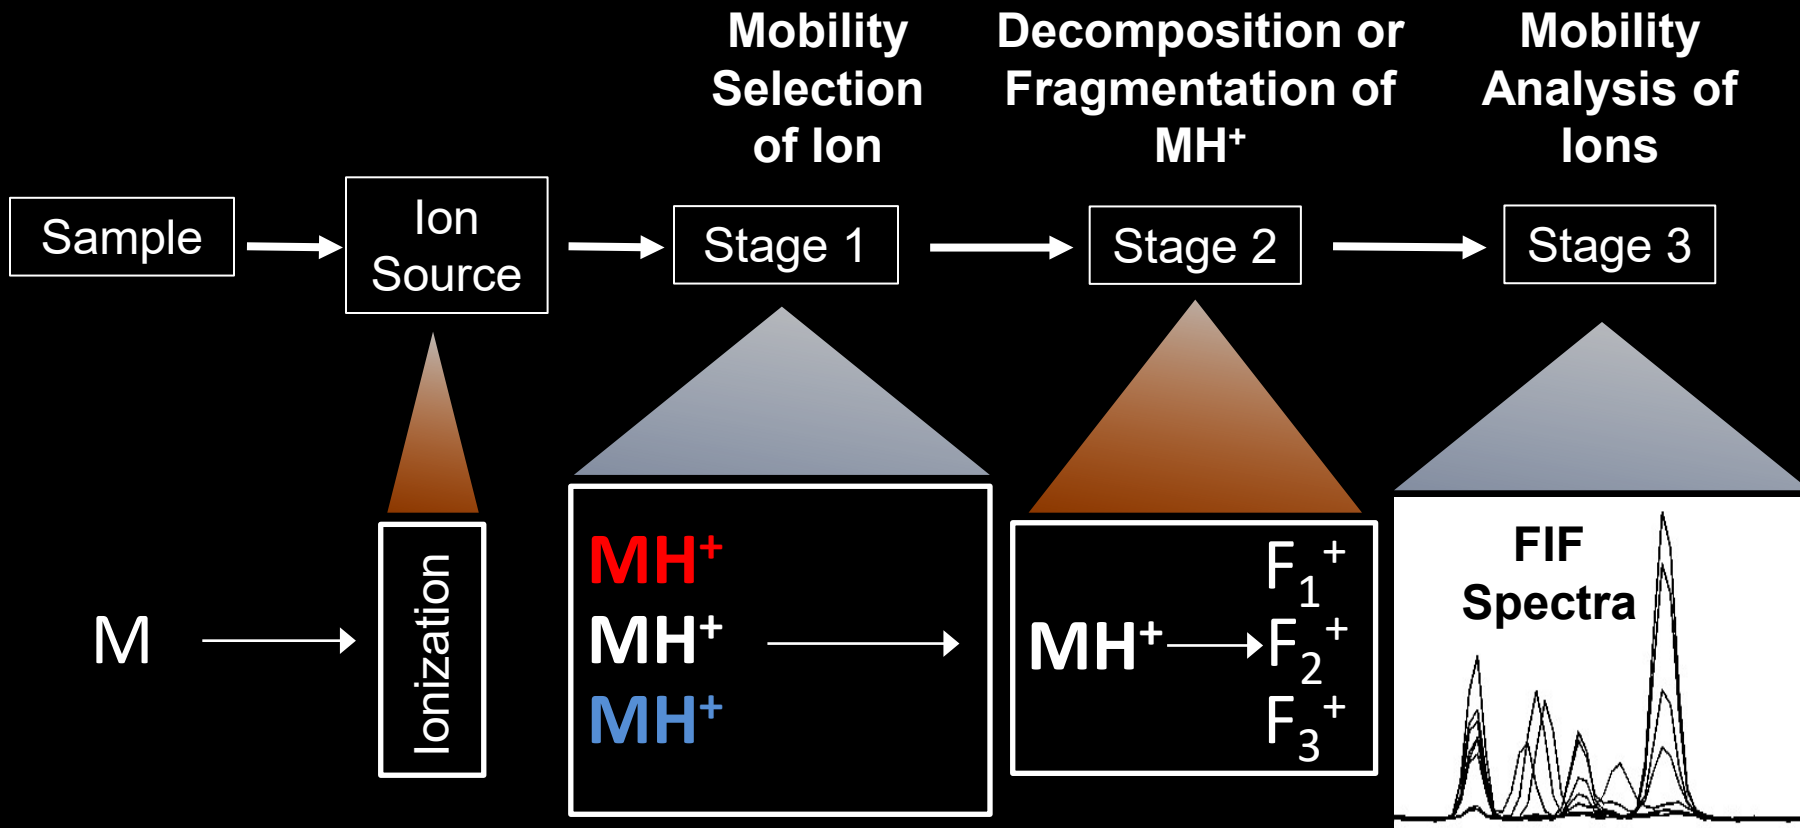 Mobility
Selection
of Ion
Decomposition or
Fragmentation of
MH⁺
Mobility
Analysis of
Ions
Sample
Ion
Source
Stage 1
Stage 2
Stage 3
M
Ionization
MH⁺
MH⁺
MH⁺
MH⁺
F₁⁺
F₂⁺
F₃⁺
FIF
Spectra